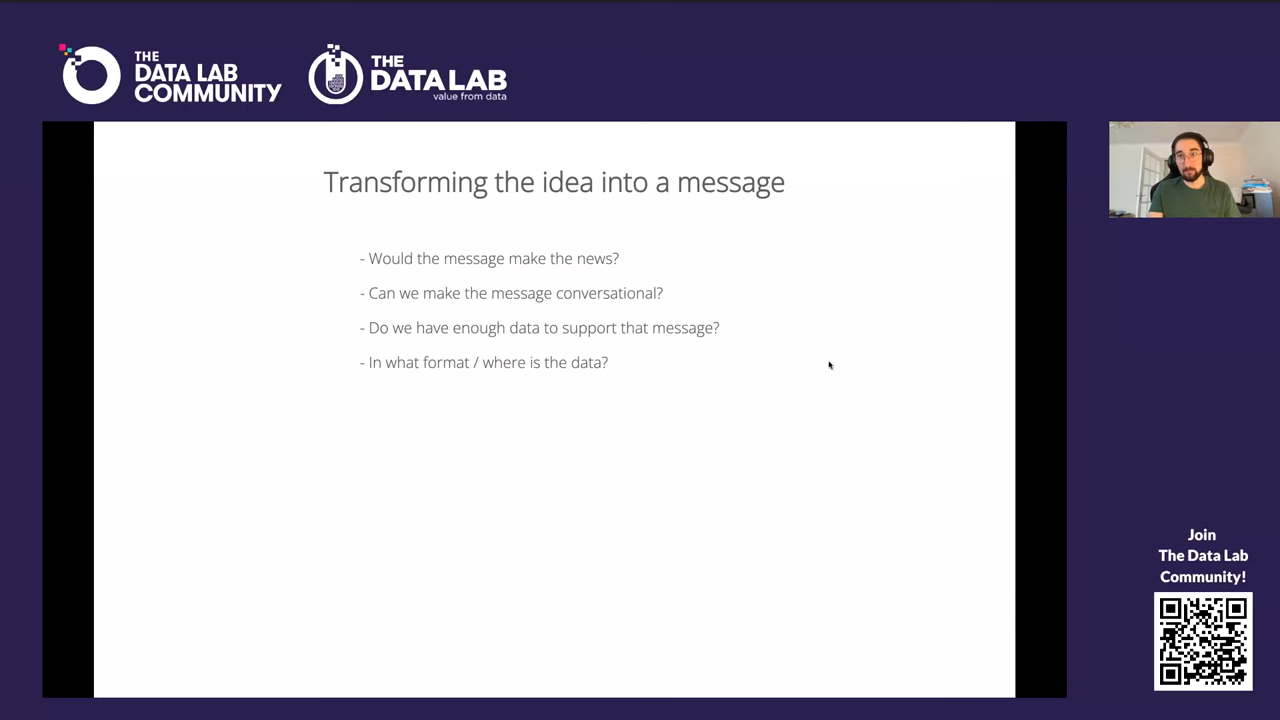 THE
DATA LAB
COMMUNITY
THE
DATALAB
value from data
Transforming the idea into a message
- Would the message make the news?
- Can we make the message conversational?
- Do we have enough data to support that message?
- In what format / where is the data?
Join
The Data Lab
Community!